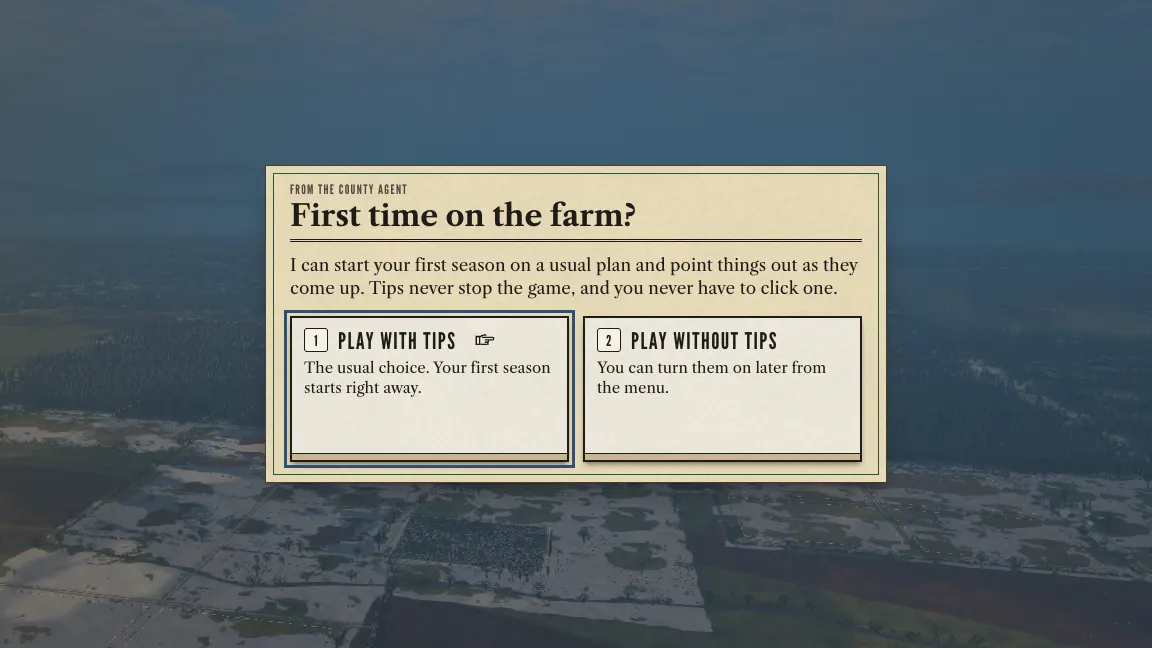 FROM THE COUNTY AGENT
First time on the farm?
I can start your first season on a usual plan and point things out as they
come up. Tips never stop the game, and you never have to click one.
1 PLAY WITH TIPS
The usual choice. Your first season
starts right away.
2 PLAY WITHOUT TIPS
You can turn them on later from
the menu.